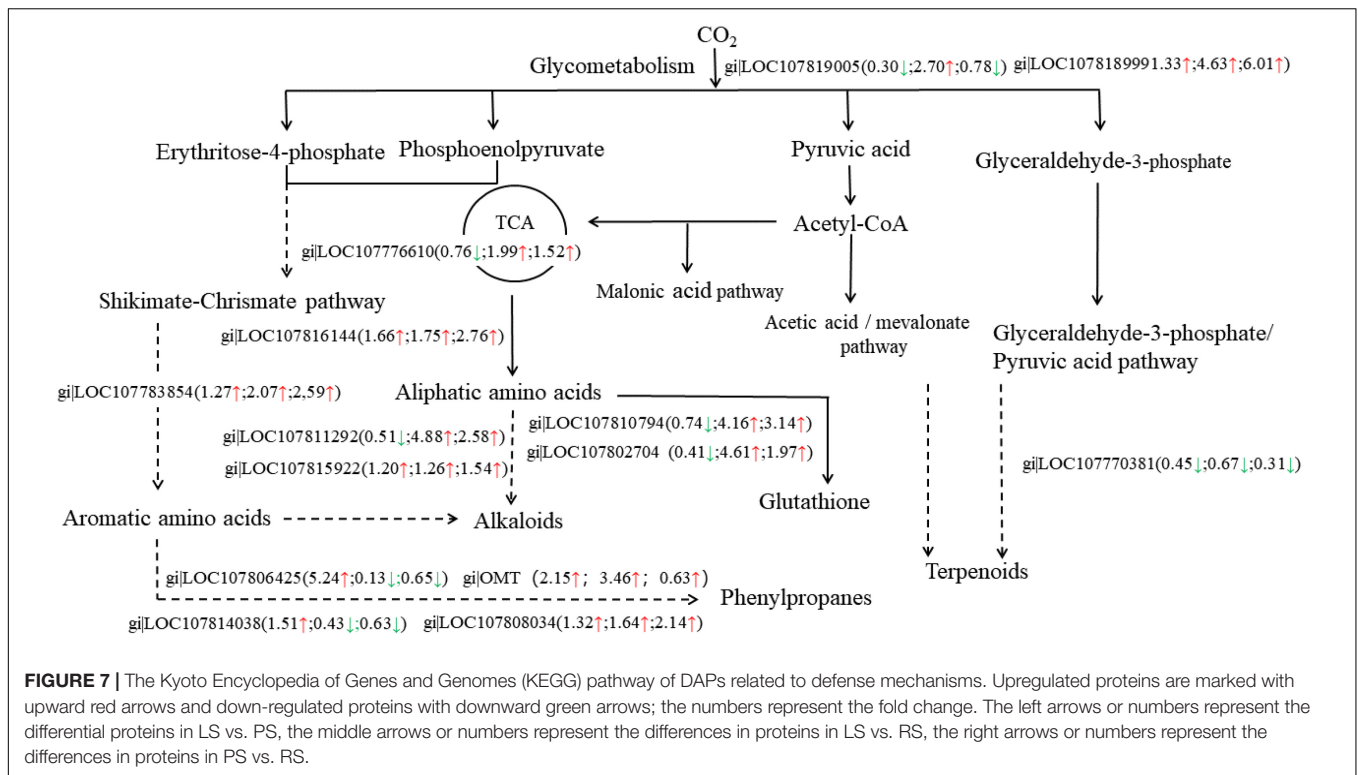 CO2
Glycometabolism
gi|LOC107819005(0.30↓;2.70↑;0.78↓)
gi|LOC1078189991.33↑;4.63↑;6.01↑)
Erythritose-4-phosphate
Phosphoenolpyruvate
Pyruvic acid
Glyceraldehyde-3-phosphate
TCA
Acetyl-CoA
gi|LOC107776610(0.76↓;1.99↑;1.52↑)
Shikimate-Chrismate pathway
Malonic acid pathway
Acetic acid / mevalonate
pathway
Glyceraldehyde-3-phosphate/
Pyruvic acid pathway
gi|LOC107816144(1.66↑;1.75↑;2.76↑)
gi|LOC107783854(1.27↑;2.07↑;2,59↑)
Aliphatic amino acids
gi|LOC107811292(0.51↓;4.88↑;2.58↑)
gi|LOC107815922(1.20↑;1.26↑;1.54↑)
gi|LOC107810794(0.74↓;4.16↑;3.14↑)
gi|LOC107802704 (0.41↓;4.61↑;1.97↑)
gi|LOC107770381(0.45↓;0.67↓;0.31↓)
Glutathione
Aromatic amino acids
Alkaloids
Terpenoids
gi|LOC107806425(5.24↑;0.13↓;0.65↓)
gi|OMT (2.15↑; 3.46↑; 0.63↑)
Phenylpropanes
gi|LOC107814038(1.51↑;0.43↓;0.63↓)
gi|LOC107808034(1.32↑;1.64↑;2.14↑)
FIGURE 7 | The Kyoto Encyclopedia of Genes and Genomes (KEGG) pathway of DAPs related to defense mechanisms. Upregulated proteins are marked with
upward red arrows and down-regulated proteins with downward green arrows; the numbers represent the fold change. The left arrows or numbers represent the
differential proteins in LS vs. PS, the middle arrows or numbers represent the differences in proteins in LS vs. RS, the right arrows or numbers represent the
differences in proteins in PS vs. RS.